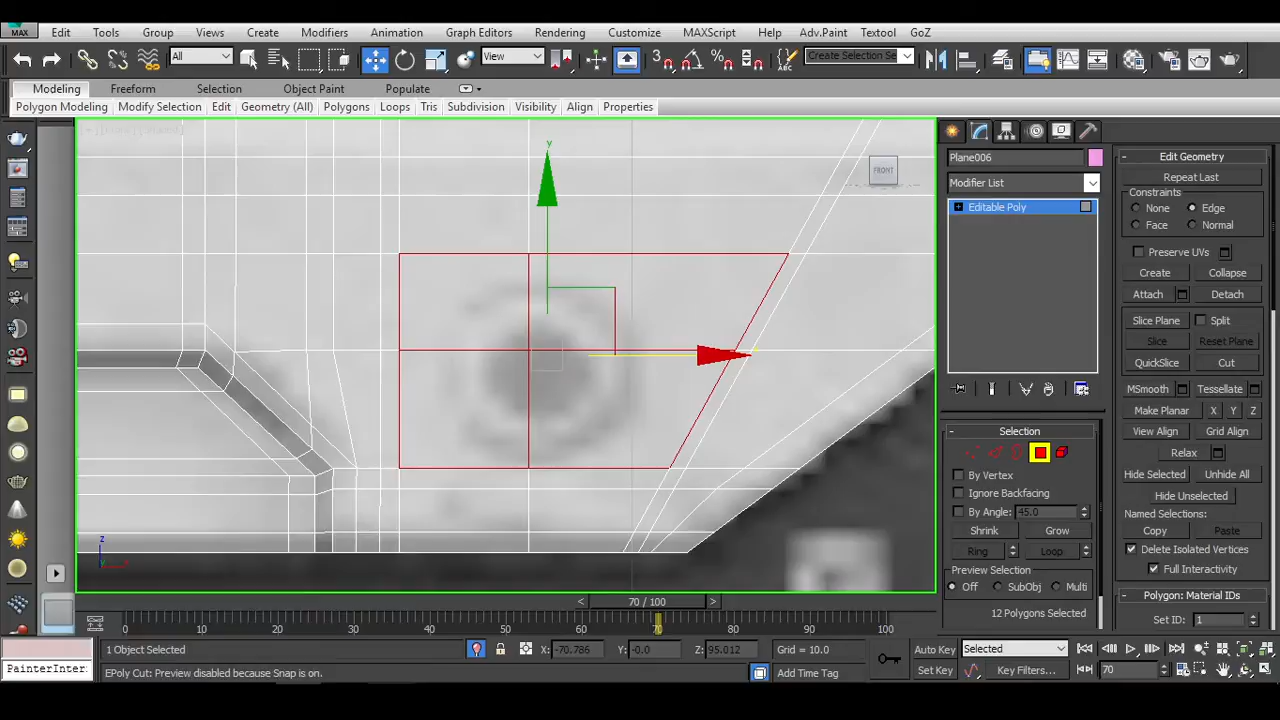 MAX Edit Tools Group Views Create Modifiers Animation Graph Editors Rendering Customize MAXScript Help Adv.Paint Textool GoZ
All View 3 Create Selection Se
Modeling Freeform Selection Object Paint Populate
Polygon Modeling Modify Selection Edit Geometry (All) Polygons Loops Tris Subdivision Visibility Align Properties
y
FRONT
z
x
Plane006
Modifier List
Editable Poly
- Selection
By Vertex
Ignore Backfacing
By Angle: 45.0
Shrink Grow
Ring Loop
Preview Selection
Off SubObj Multi
12 Polygons Selected
- Edit Geometry
Repeat Last
Constraints
None Edge
Face Normal
Preserve UVs
Create Collapse
Attach Detach
Slice Plane Split
Slice Reset Plane
QuickSlice Cut
MSmooth Tessellate
Make Planar X Y Z
View Align Grid Align
Relax
Hide Selected Unhide All
Hide Unselected
Named Selections:
Copy Paste
Delete Isolated Vertices
Full Interactivity
- Polygon: Material IDs
Set ID: 1
< 70 / 100 >
0 10 20 30 40 50 60 70 80 90 100
1 Object Selected X: -70.786 Y: -0.0 Z: 95.012 Grid = 10.0 Auto Key Selected
PainterInter EPoly Cut: Preview disabled because Snap is on. Add Time Tag Set Key Key Filters... 70